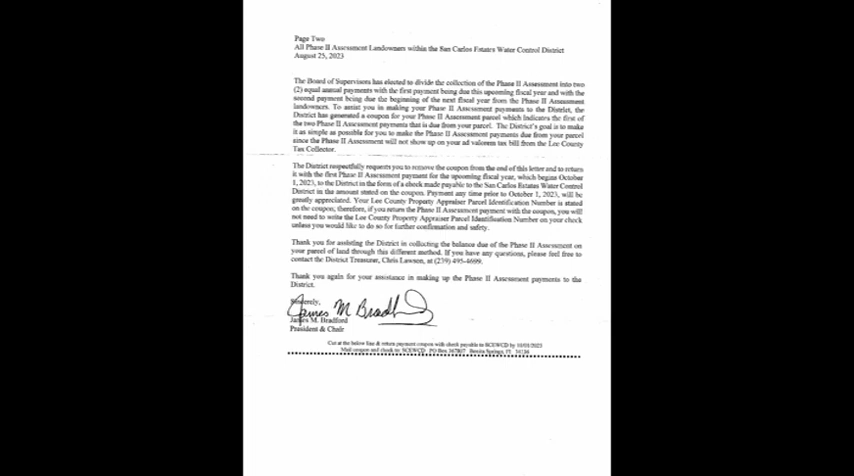 Page Two
All Phase II Assessment Landowners within the San Carlos Estates Water Control District
August 25, 2023
The Board of Supervisors has elected to divide the collection of the Phase II Assessment into two
(2) equal annual payments with the first payment being due this upcoming fiscal year and with the
second payment being due the beginning of the next fiscal year from the Phase II Assessment
landowners. To assist you in making your Phase II Assessment payments to the District, the
District has generated a coupon for your Phase II Assessment parcel which indicates the first of
the two Phase II Assessment payments that is due from your parcel. The District's goal is to make
it as simple as possible for you to make the Phase II Assessment payments due from your parcel
since the Phase II Assessment will not show up on your ad valorem tax bill from the Lee County
Tax Collector.
The District respectfully requests you to remove the coupon from the end of this letter and to return
it with the first Phase II Assessment payment for the upcoming fiscal year, which begins October
1, 2023, to the District in the form of a check made payable to the San Carlos Estates Water Control
District in the amount stated on the coupon. Payment any time prior to October 1, 2023, will be
greatly appreciated. Your Lee County Property Appraiser Parcel Identification Number is stated
on the coupon, therefore, if you return the Phase II Assessment payment with the coupon, you will
not need to write the Lee County Property Appraiser Parcel Identification Number on your check
unless you would like to do so for further confirmation and safety.
Thank you for assisting the District in collecting the balance due of the Phase II Assessment on
your parcel of land through this different method. If you have any questions, please feel free to
contact the District Treasurer, Chris Lawson, at (239) 495-4699.
Thank you again for your assistance in making up the Phase II Assessment payments to the
District.
Sincerely,
James M Bradford
James M. Bradford
President & Chair
Cut at the below line & return payment coupon with check payable to SCEWCD by 10/01/2023
Mail coupon and check to: SCEWCD PO Box Bonita Springs, FL